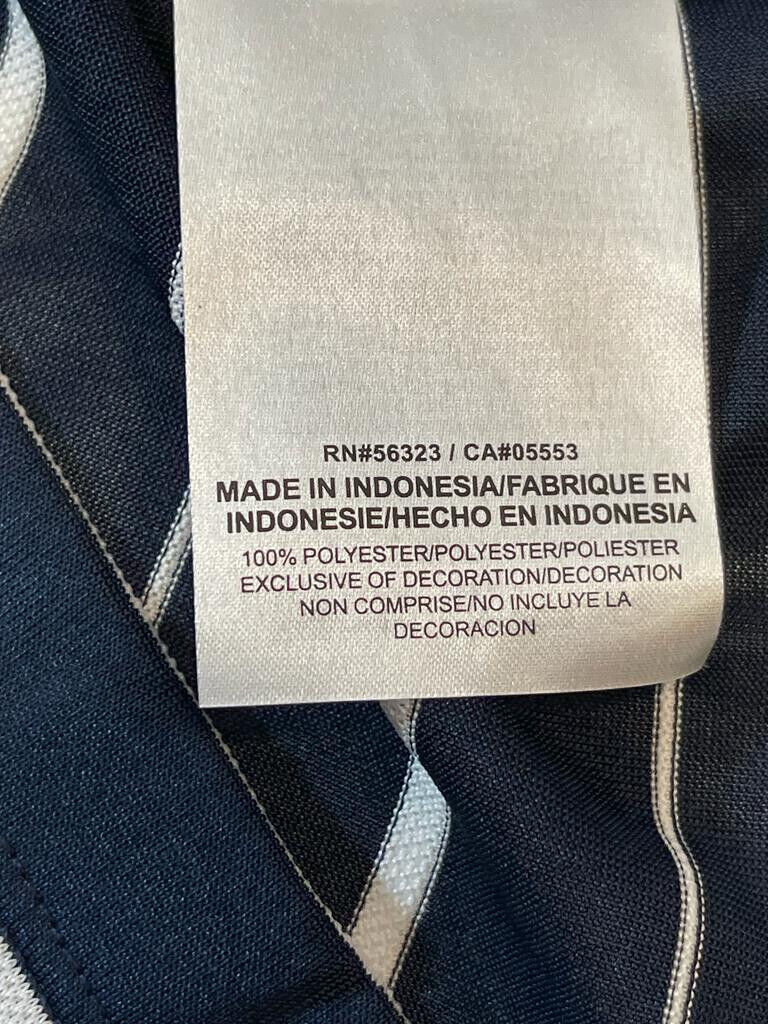 RN#56323 / CA#05553
MADE IN INDONESIA/FABRIQUE EN
INDONESIE/HECHO EN INDONESIA
100% POLYESTER/POLYESTER/POLIESTER
EXCLUSIVE OF DECORATION/DECORATION
NON COMPRISE/NO INCLUYE LA
DECORACION